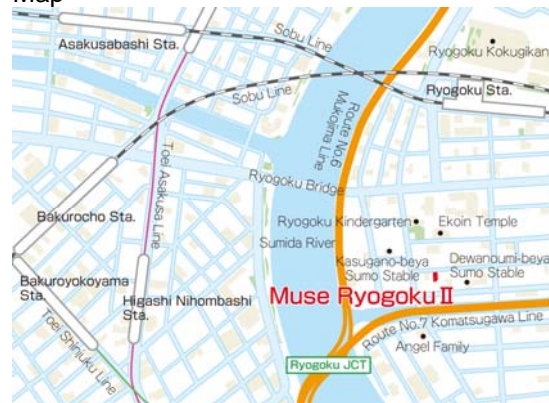 Map
Asakusabashi Sta.
Sobu Line
Ryogoku Kokugikan
Sobu Line
Ryogoku Sta.
Route No.6
Mukojima Line
Toei Asakusa Line
Ryogoku Bridge
Bakurocho Sta.
Ryogoku Kindergarten
Ekoin Temple
Sumida River
Kasugano-beya
Sumo Stable
Dewanoumi-beya
Sumo Stable
Bakuroyokoyama
Sta.
Higashi Nihombashi
Sta.
Muse Ryogoku II
Toei Shinjuku Line
Route No.7 Komatsugawa Line
Angel Family
Ryogoku JCT